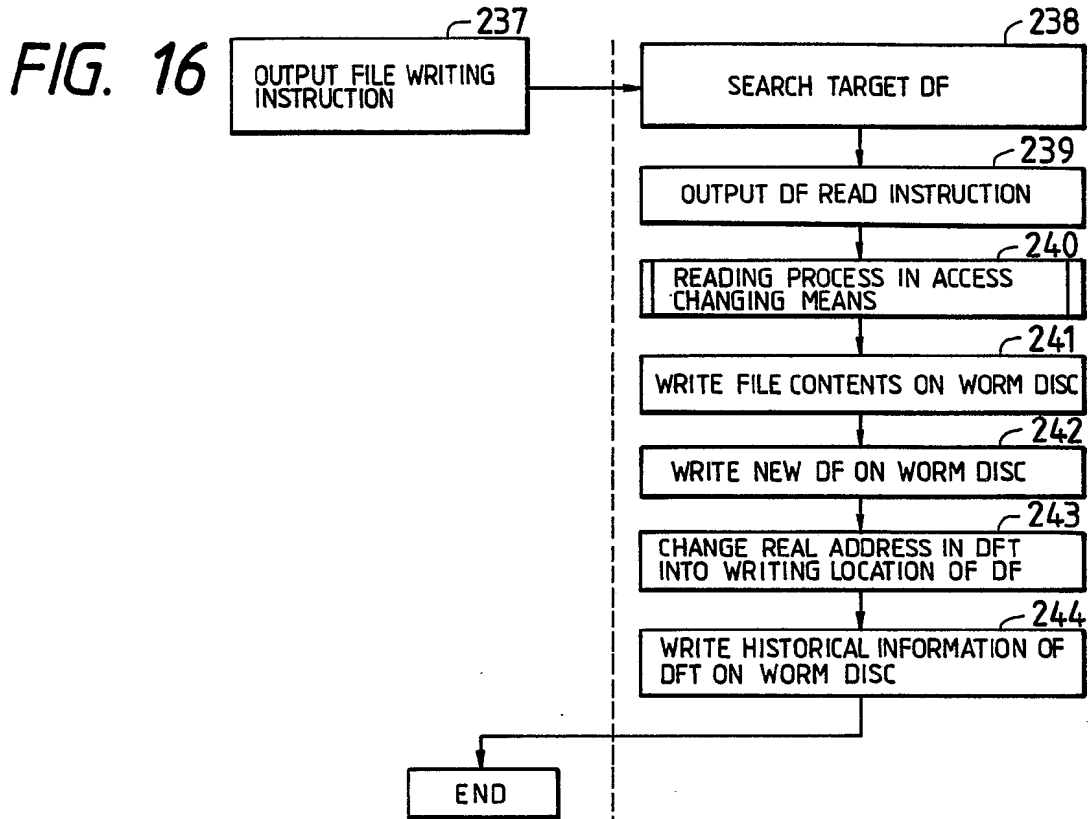 FIG. 16
237
OUTPUT FILE WRITING
INSTRUCTION
238
SEARCH TARGET DF
239
OUTPUT DF READ INSTRUCTION
240
READING PROCESS IN ACCESS
CHANGING MEANS
241
WRITE FILE CONTENTS ON WORM DISC
242
WRITE NEW DF ON WORM DISC
243
CHANGE REAL ADDRESS IN DFT
INTO WRITING LOCATION OF DF
244
WRITE HISTORICAL INFORMATION OF
DFT ON WORM DISC
END